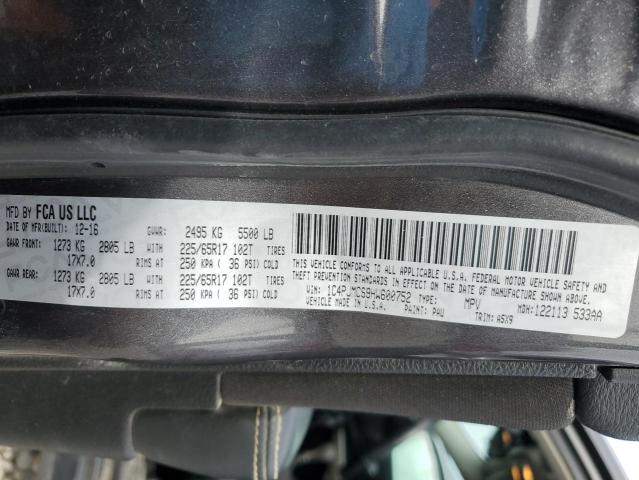 MFD BY FCA US LLC
DATE OF MFR(BUILT): 12-16 GVWR: 2495 KG 5500 LB
GAWR FRONT: 1273 KG 2805 LB WITH 225/65R17 102T TIRES
17X7.0 RIMS AT 250 KPA ( 36 PSI) COLD
GAWR REAR: 1273 KG 2805 LB WITH 225/65R17 102T TIRES
17X7.0 RIMS AT 250 KPA ( 36 PSI) COLD
THIS VEHICLE CONFORMS TO ALL APPLICABLE U.S.A. FEDERAL MOTOR VEHICLE SAFETY, BUMPER AND
THEFT PREVENTION STANDARDS IN EFFECT ON THE DATE OF MANUFACTURE SHOWN ABOVE.
VIN: 1C4PJMCS9HW600752 TYPE: MPV MDH: 122113 533AA
MADE IN U.S.A. PAINT: PAU TRIM: A5X9